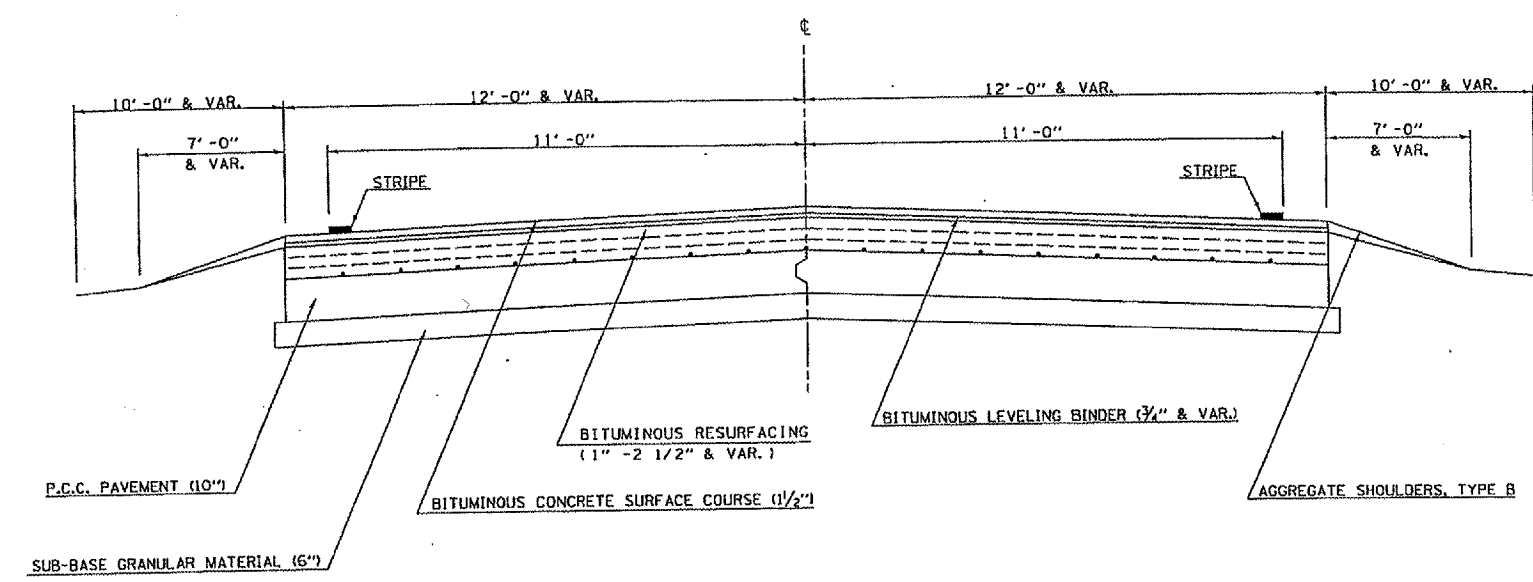 ℄
10'-0" & VAR.
12'-0" & VAR.
12'-0" & VAR.
10'-0" & VAR.
7'-0"
& VAR.
11'-0"
11'-0"
7'-0"
& VAR.
STRIPE
STRIPE
BITUMINOUS LEVELING BINDER (3/4" & VAR.)
BITUMINOUS RESURFACING
(1" -2 1/2" & VAR.)
P.C.C. PAVEMENT (10")
BITUMINOUS CONCRETE SURFACE COURSE (1 1/2")
AGGREGATE SHOULDERS, TYPE B
SUB-BASE GRANULAR MATERIAL (6")